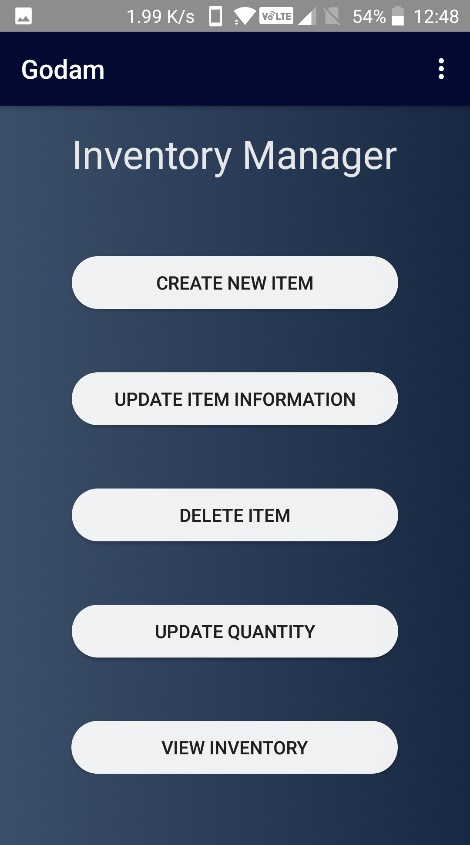 1.99 K/s VoLTE 54% 12:48
Godam
Inventory Manager
CREATE NEW ITEM
UPDATE ITEM INFORMATION
DELETE ITEM
UPDATE QUANTITY
VIEW INVENTORY